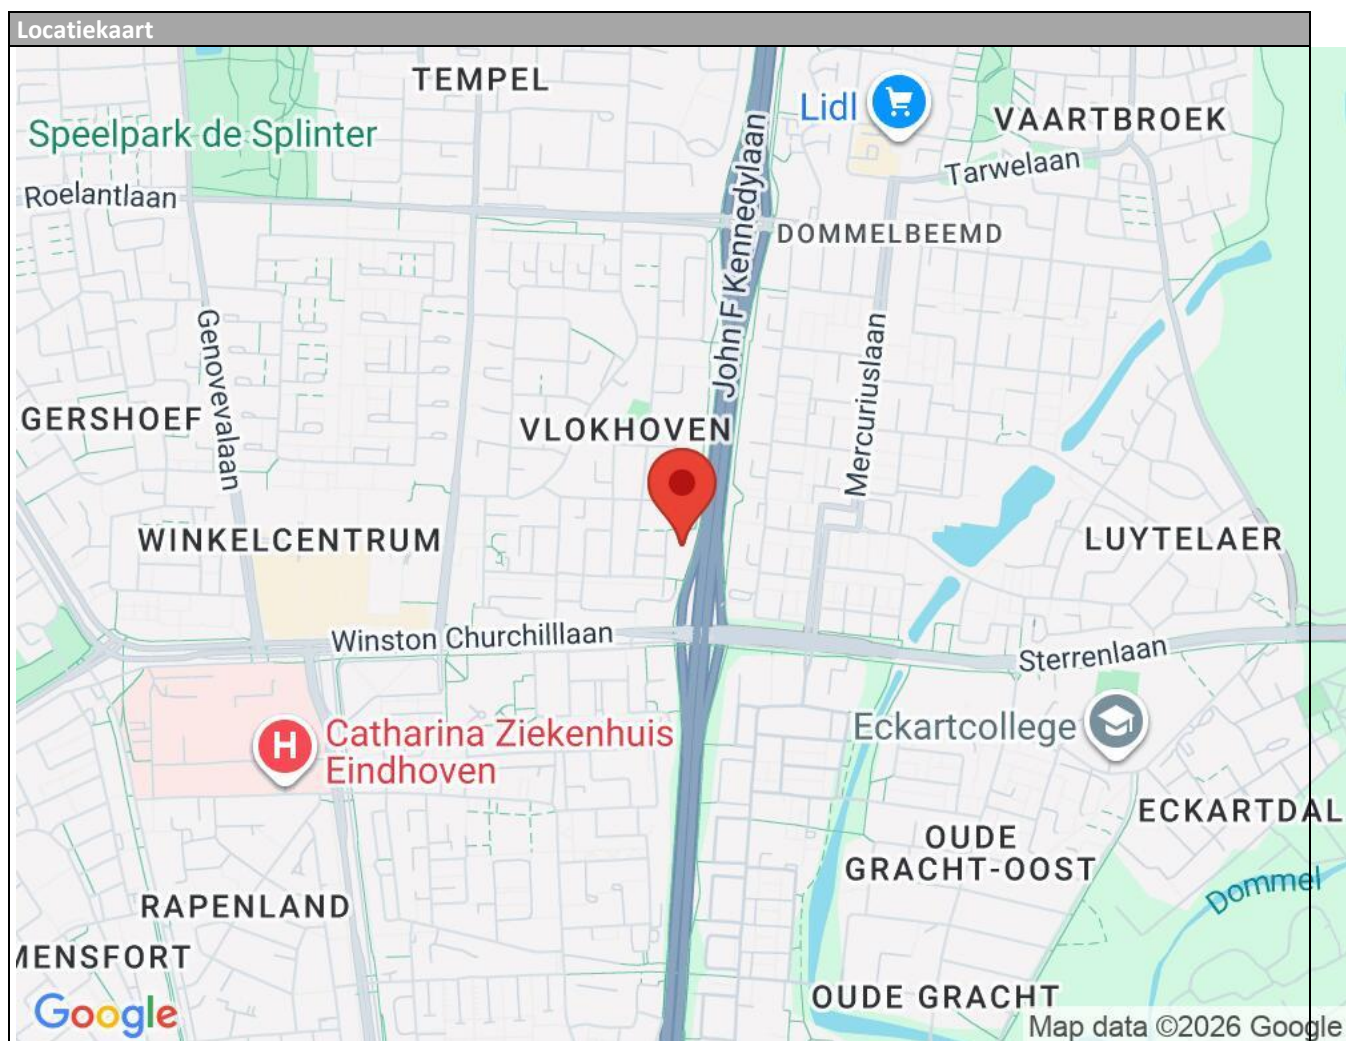 Locatiekaart
TEMPEL
Lidl
VAARTBROEK
Speelpark de Splinter
Tarwelaan
Roelantlaan
John F Kennedylaan
DOMMELBEEMD
Genovevalaan
Mercuriuslaan
GERSHOEF
VLOKHOVEN
WINKELCENTRUM
LUYTELAER
Winston Churchilllaan
Sterrenlaan
H
Catharina Ziekenhuis
Eindhoven
Eckartcollege
ECKARTDAL
OUDE
GRACHT-OOST
Dommel
RAPENLAND
MENSFORT
OUDE GRACHT
Google
Map data ©2026 Google